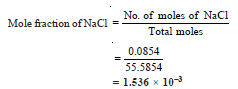 Mole fraction of NaCl = No. of moles of NaCl / Total moles
= 0.0854 / 55.5854
= 1.536 × 10⁻³